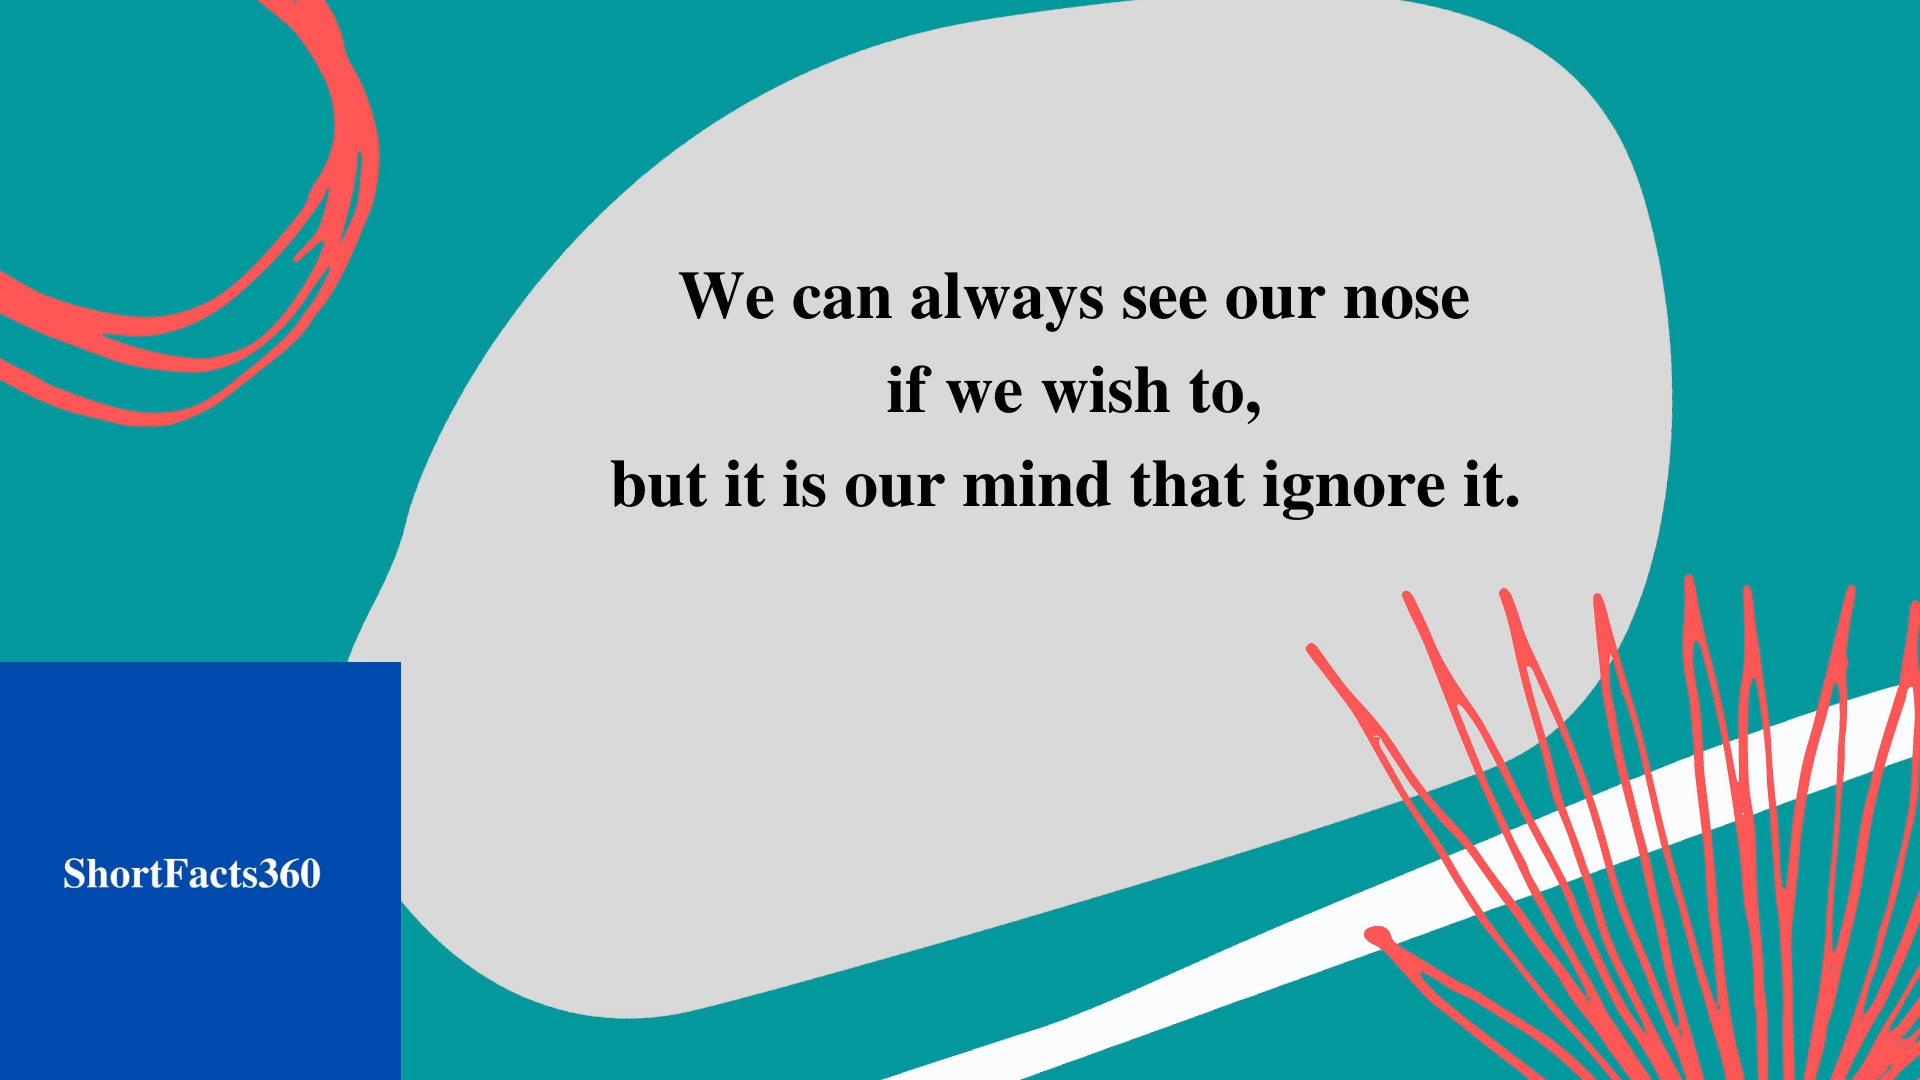 We can always see our nose
if we wish to,
but it is our mind that ignore it.
ShortFacts360